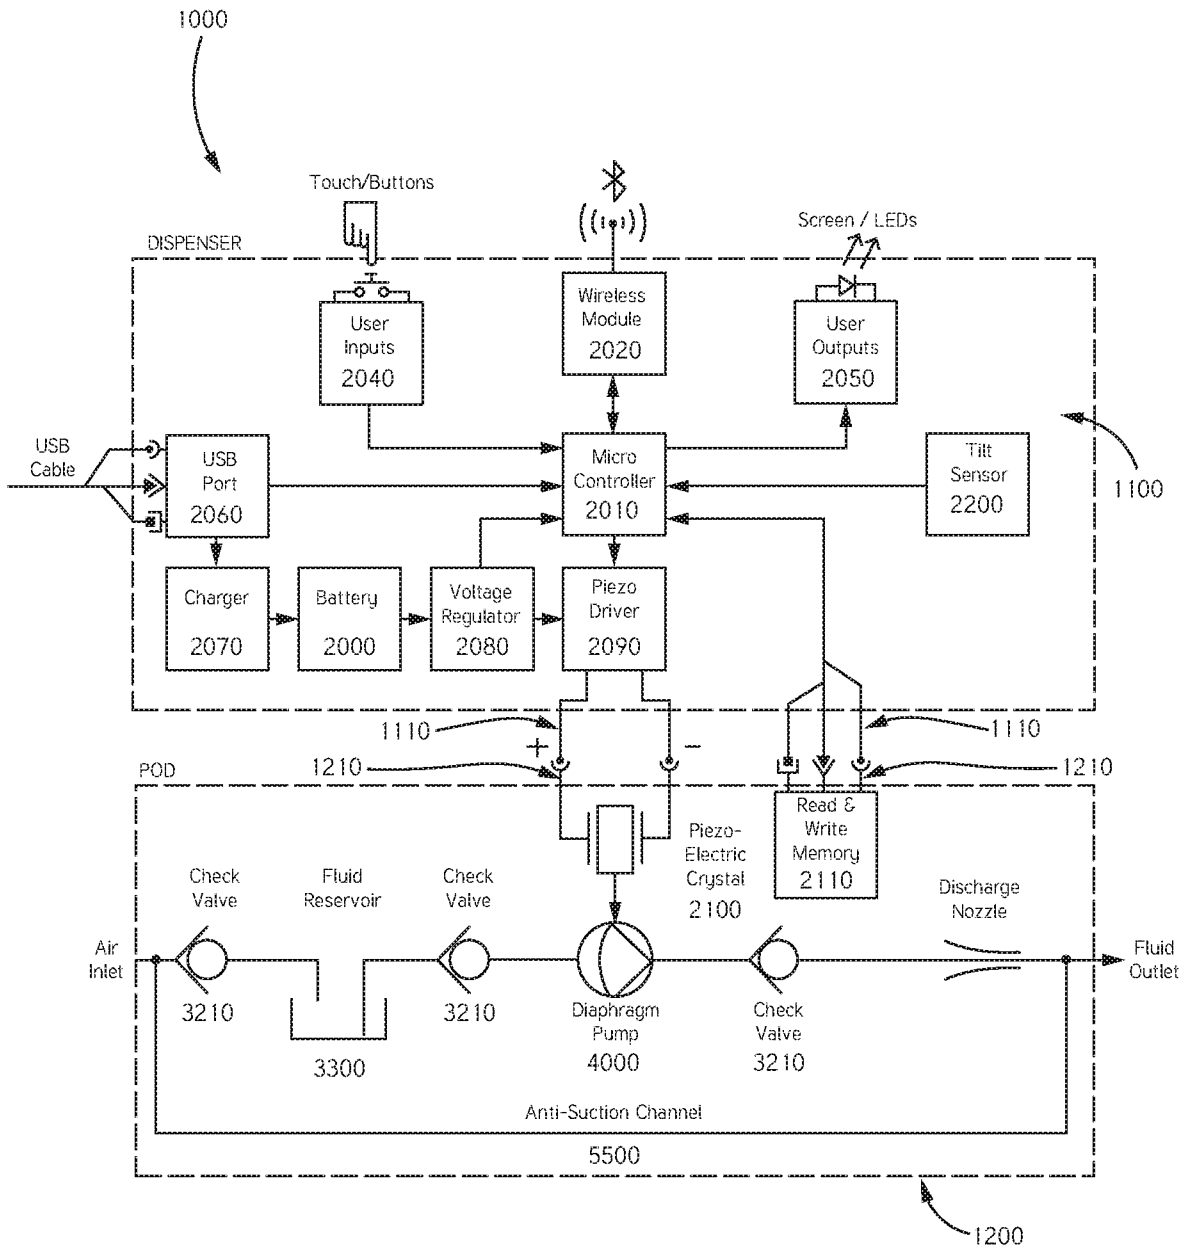 1000
Touch/Buttons
Screen / LEDs
DISPENSER
User
Inputs
2040
Wireless
Module
2020
User
Outputs
2050
USB
Cable
USB
Port
2060
Micro
Controller
2010
Tilt
Sensor
2200
1100
Charger
2070
Battery
2000
Voltage
Regulator
2080
Piezo
Driver
2090
1110
1110
+
-
1210
1210
POD
Read &
Write
Memory
2110
Piezo-
Electric
Crystal
2100
Check
Valve
Fluid
Reservoir
Check
Valve
Discharge
Nozzle
Air
Inlet
Fluid
Outlet
3210
3300
3210
Diaphragm
Pump
4000
Check
Valve
3210
Anti-Suction Channel
5500
1200